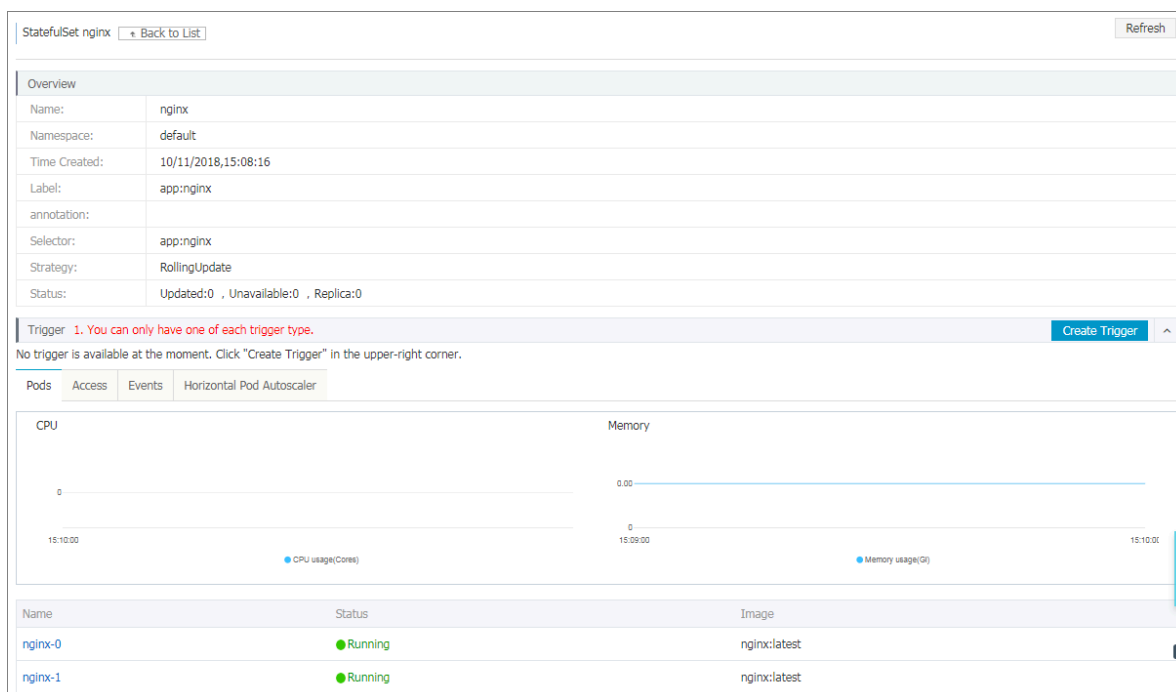 StatefulSet nginx Back to List Refresh
Overview
Name: nginx
Namespace: default
Time Created: 10/11/2018,15:08:16
Label: app:nginx
annotation:
Selector: app:nginx
Strategy: RollingUpdate
Status: Updated:0 , Unavailable:0 , Replica:0
Trigger 1. You can only have one of each trigger type. Create Trigger
No trigger is available at the moment. Click "Create Trigger" in the upper-right corner.
Pods Access Events Horizontal Pod Autoscaler
CPU Memory
0 0.00
0
15:10:00 15:09:00 15:10:00
CPU usage(Cores) Memory usage(GI)
Name Status Image
nginx-0 Running nginx:latest
nginx-1 Running nginx:latest